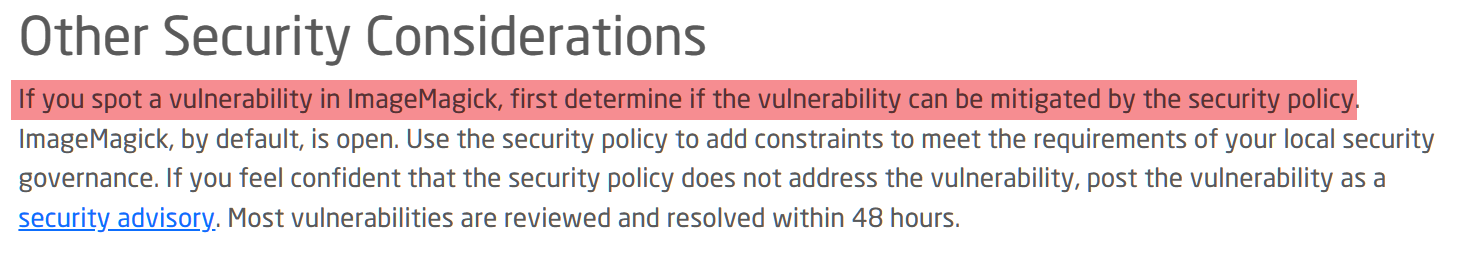 Other Security Considerations
If you spot a vulnerability in ImageMagick, first determine if the vulnerability can be mitigated by the security policy.
ImageMagick, by default, is open. Use the security policy to add constraints to meet the requirements of your local security
governance. If you feel confident that the security policy does not address the vulnerability, post the vulnerability as a
security advisory. Most vulnerabilities are reviewed and resolved within 48 hours.